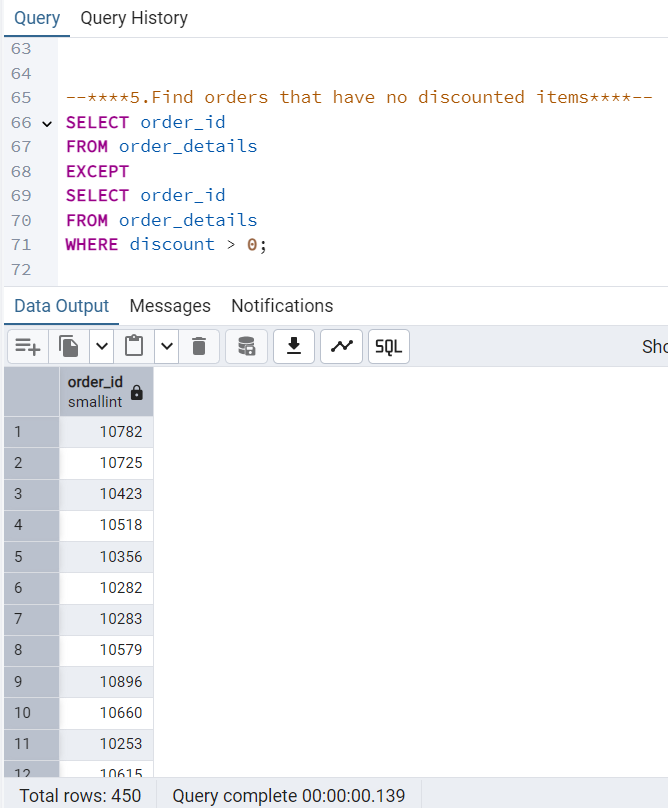 Query Query History
63
64
65 --****5.Find orders that have no discounted items****--
66 SELECT order_id
67 FROM order_details
68 EXCEPT
69 SELECT order_id
70 FROM order_details
71 WHERE discount > 0;
72
Data Output Messages Notifications
SQL Sho
order_id
smallint
1 10782
2 10725
3 10423
4 10518
5 10356
6 10282
7 10283
8 10579
9 10896
10 10660
11 10253
12 10615
Total rows: 450 Query complete 00:00:00.139